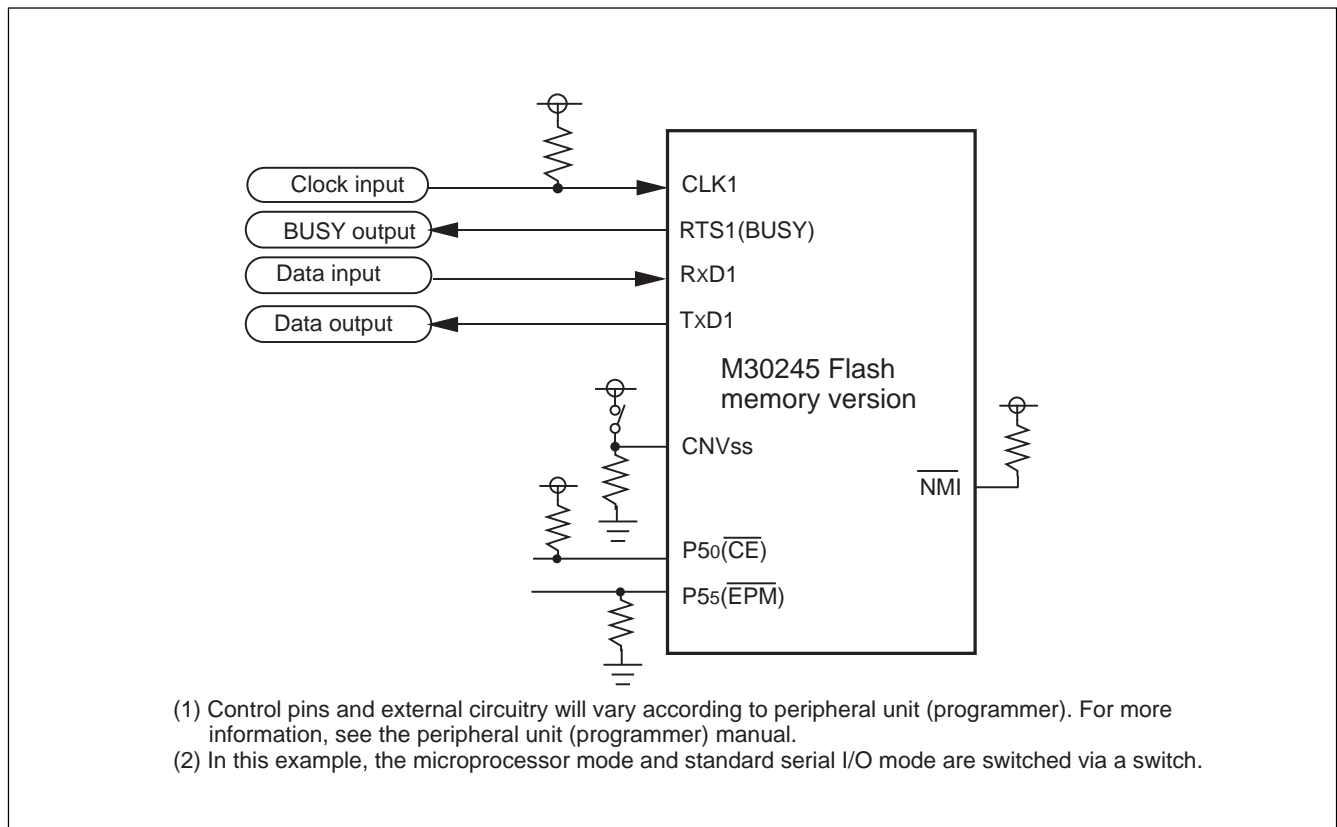 Clock input
CLK1
BUSY output
RTS1(BUSY)
Data input
RxD1
Data output
TxD1
M30245 Flash
memory version
CNVss
NMI
P50(CE)
P55(EPM)
(1) Control pins and external circuitry will vary according to peripheral unit (programmer). For more
information, see the peripheral unit (programmer) manual.
(2) In this example, the microprocessor mode and standard serial I/O mode are switched via a switch.